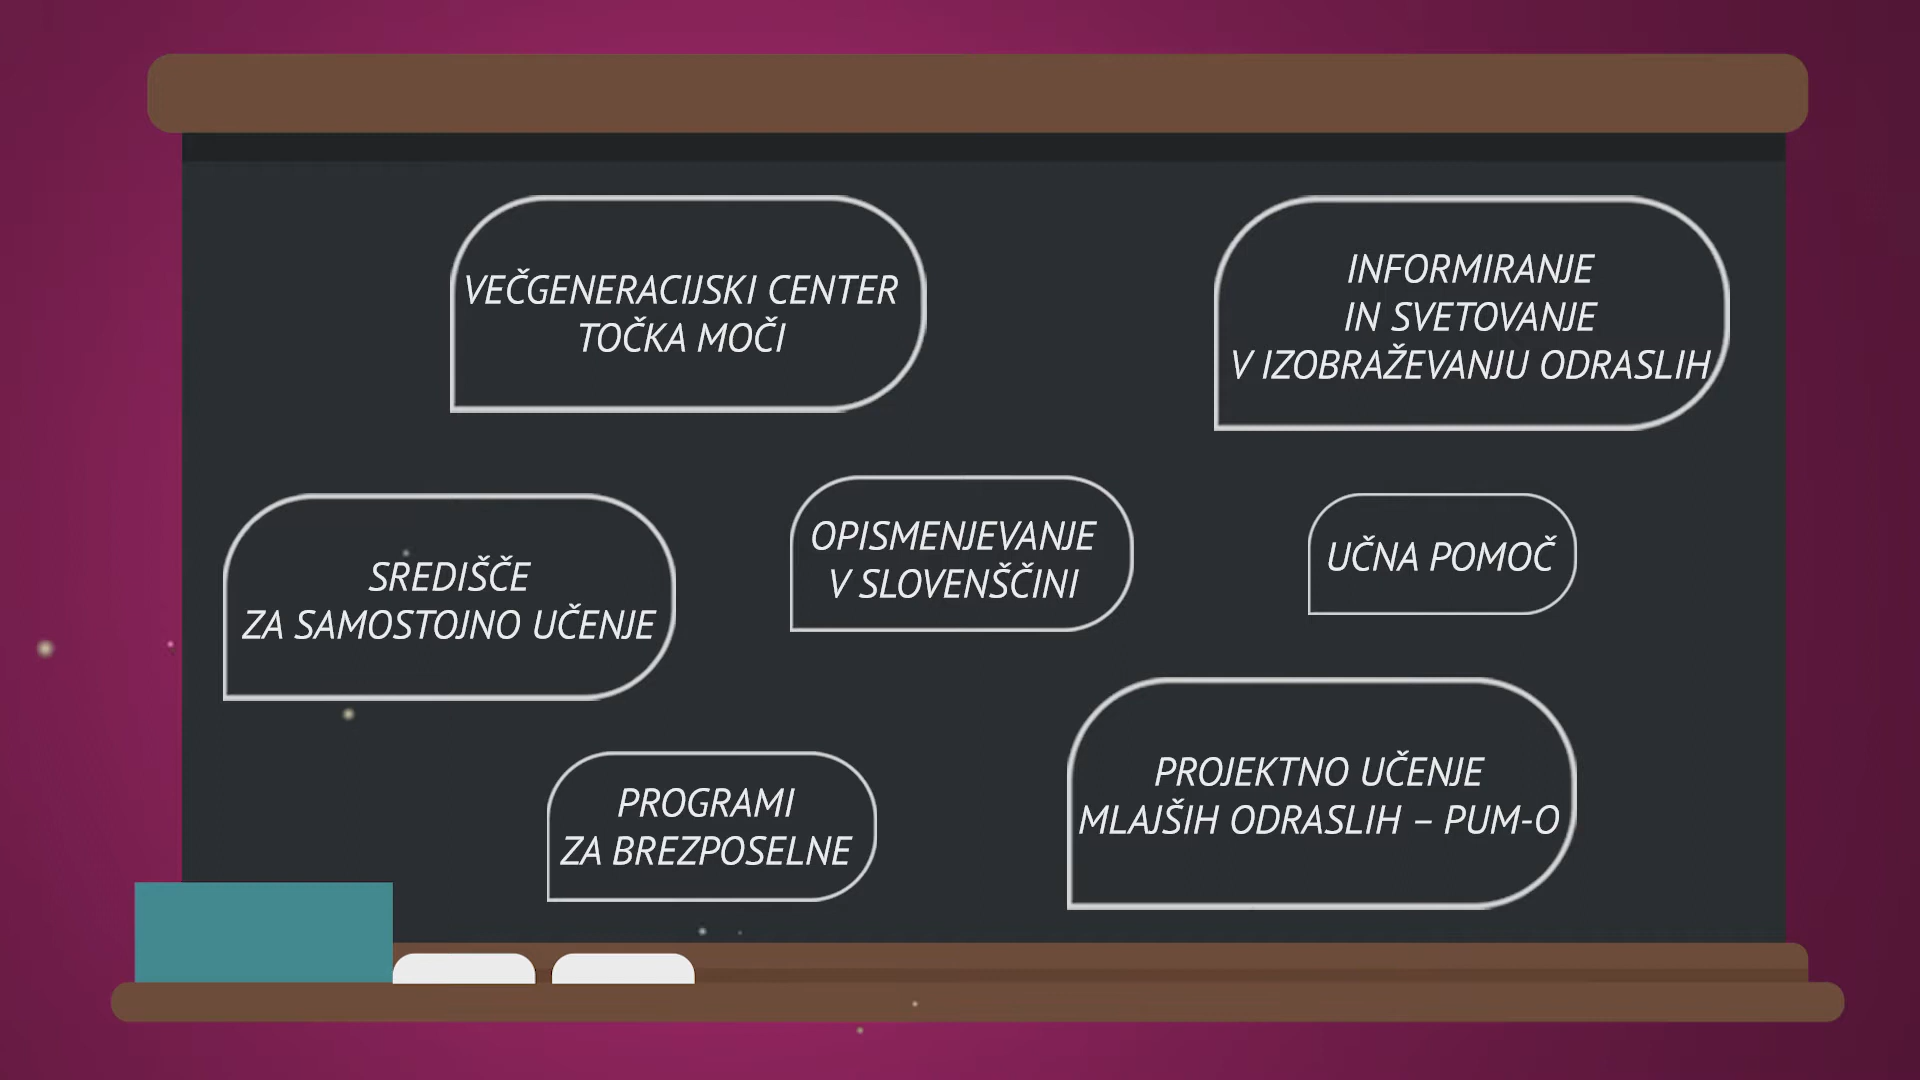 VEČGENERACIJSKI CENTER
TOČKA MOČI
INFORMIRANJE
IN SVETOVANJE
V IZOBRAŽEVANJU ODRASLIH
SREDIŠČE
ZA SAMOSTOJNO UČENJE
OPISMENJEVANJE
V SLOVENŠČINI
UČNA POMOČ
PROGRAMI
ZA BREZPOSELNE
PROJEKTNO UČENJE
MLAJŠIH ODRASLIH – PUM-O